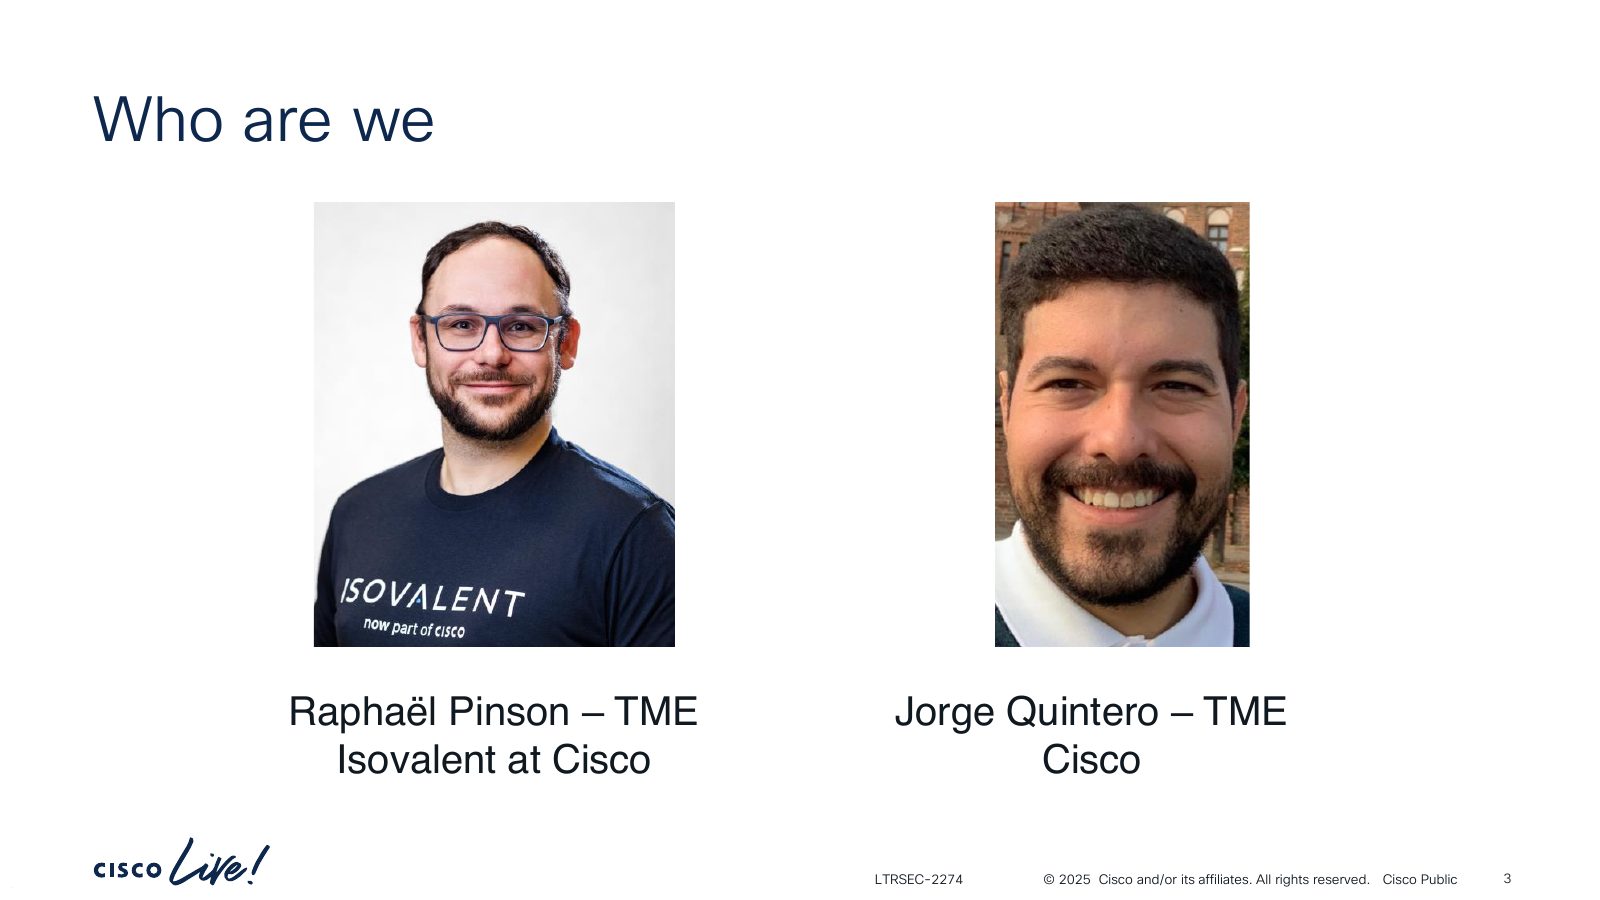 Who are we
ISOVALENT
now part of CISCO
Raphaël Pinson – TME
Isovalent at Cisco
Jorge Quintero – TME
Cisco
CISCO Live!
LTRSEC-2274
© 2025 Cisco and/or its affiliates. All rights reserved. Cisco Public
3